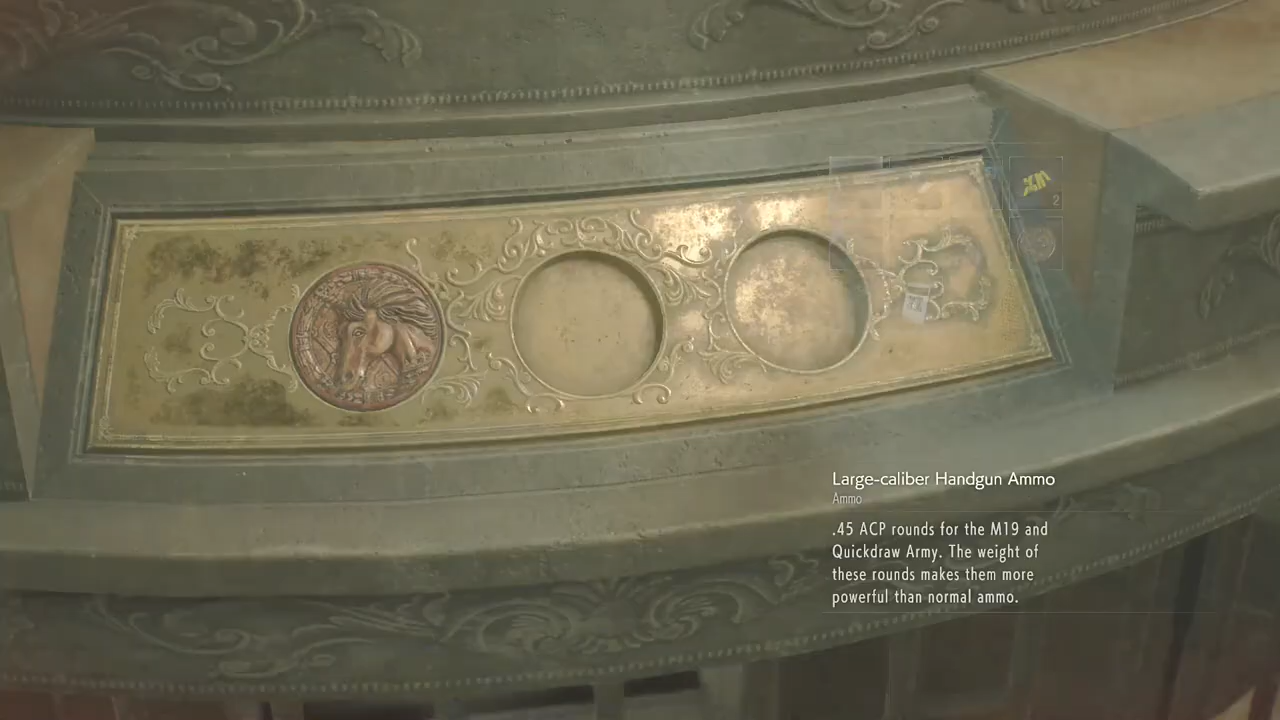 2
Large-caliber Handgun Ammo
Ammo
.45 ACP rounds for the M19 and
Quickdraw Army. The weight of
these rounds makes them more
powerful than normal ammo.